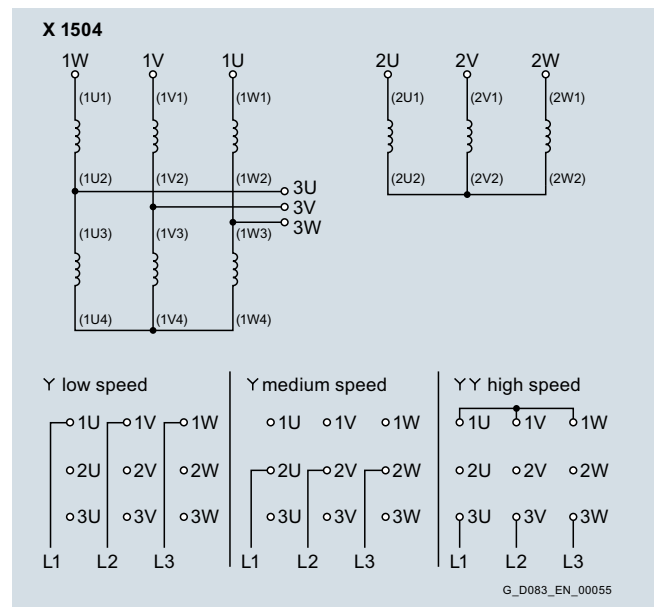 X 1504
1W 1V 1U 2U 2V 2W
(1U1) (1V1) (1W1) (2U1) (2V1) (2W1)
(1U2) (1V2) (1W2) (2U2) (2V2) (2W2)
3U
3V
3W
(1U3) (1V3) (1W3)
(1U4) (1V4) (1W4)
Y low speed
1U 1V 1W
2U 2V 2W
3U 3V 3W
L1 L2 L3
Y medium speed
1U 1V 1W
2U 2V 2W
3U 3V 3W
L1 L2 L3
YY high speed
1U 1V 1W
2U 2V 2W
3U 3V 3W
L1 L2 L3
G_D083_EN_00055